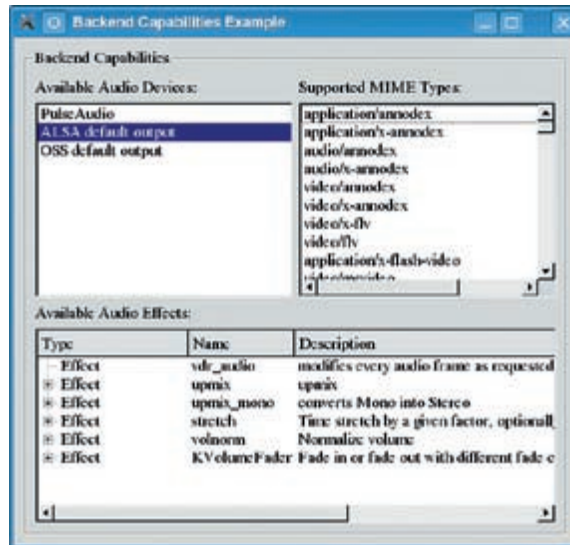 Backend Capabilities Example
Backend Capabilities
Available Audio Devices:
PulseAudio
ALSA default output
OSS default output
Supported MIME Types:
application/annodex
application/x-annodex
audio/annodex
audio/x-annodex
video/annodex
video/x-annodex
video/x-flv
video/flv
application/x-flash-video
Available Audio Effects:
Type Name Description
Effect vdr_audio modifies every audio frame as requested
Effect upmix upmix
Effect upmix_mono converts Mono into Stereo
Effect stretch Time stretch by a given factor, optionally
Effect volnorm Normalize volume
Effect KVolumeFader Fade in or fade out with different fade c